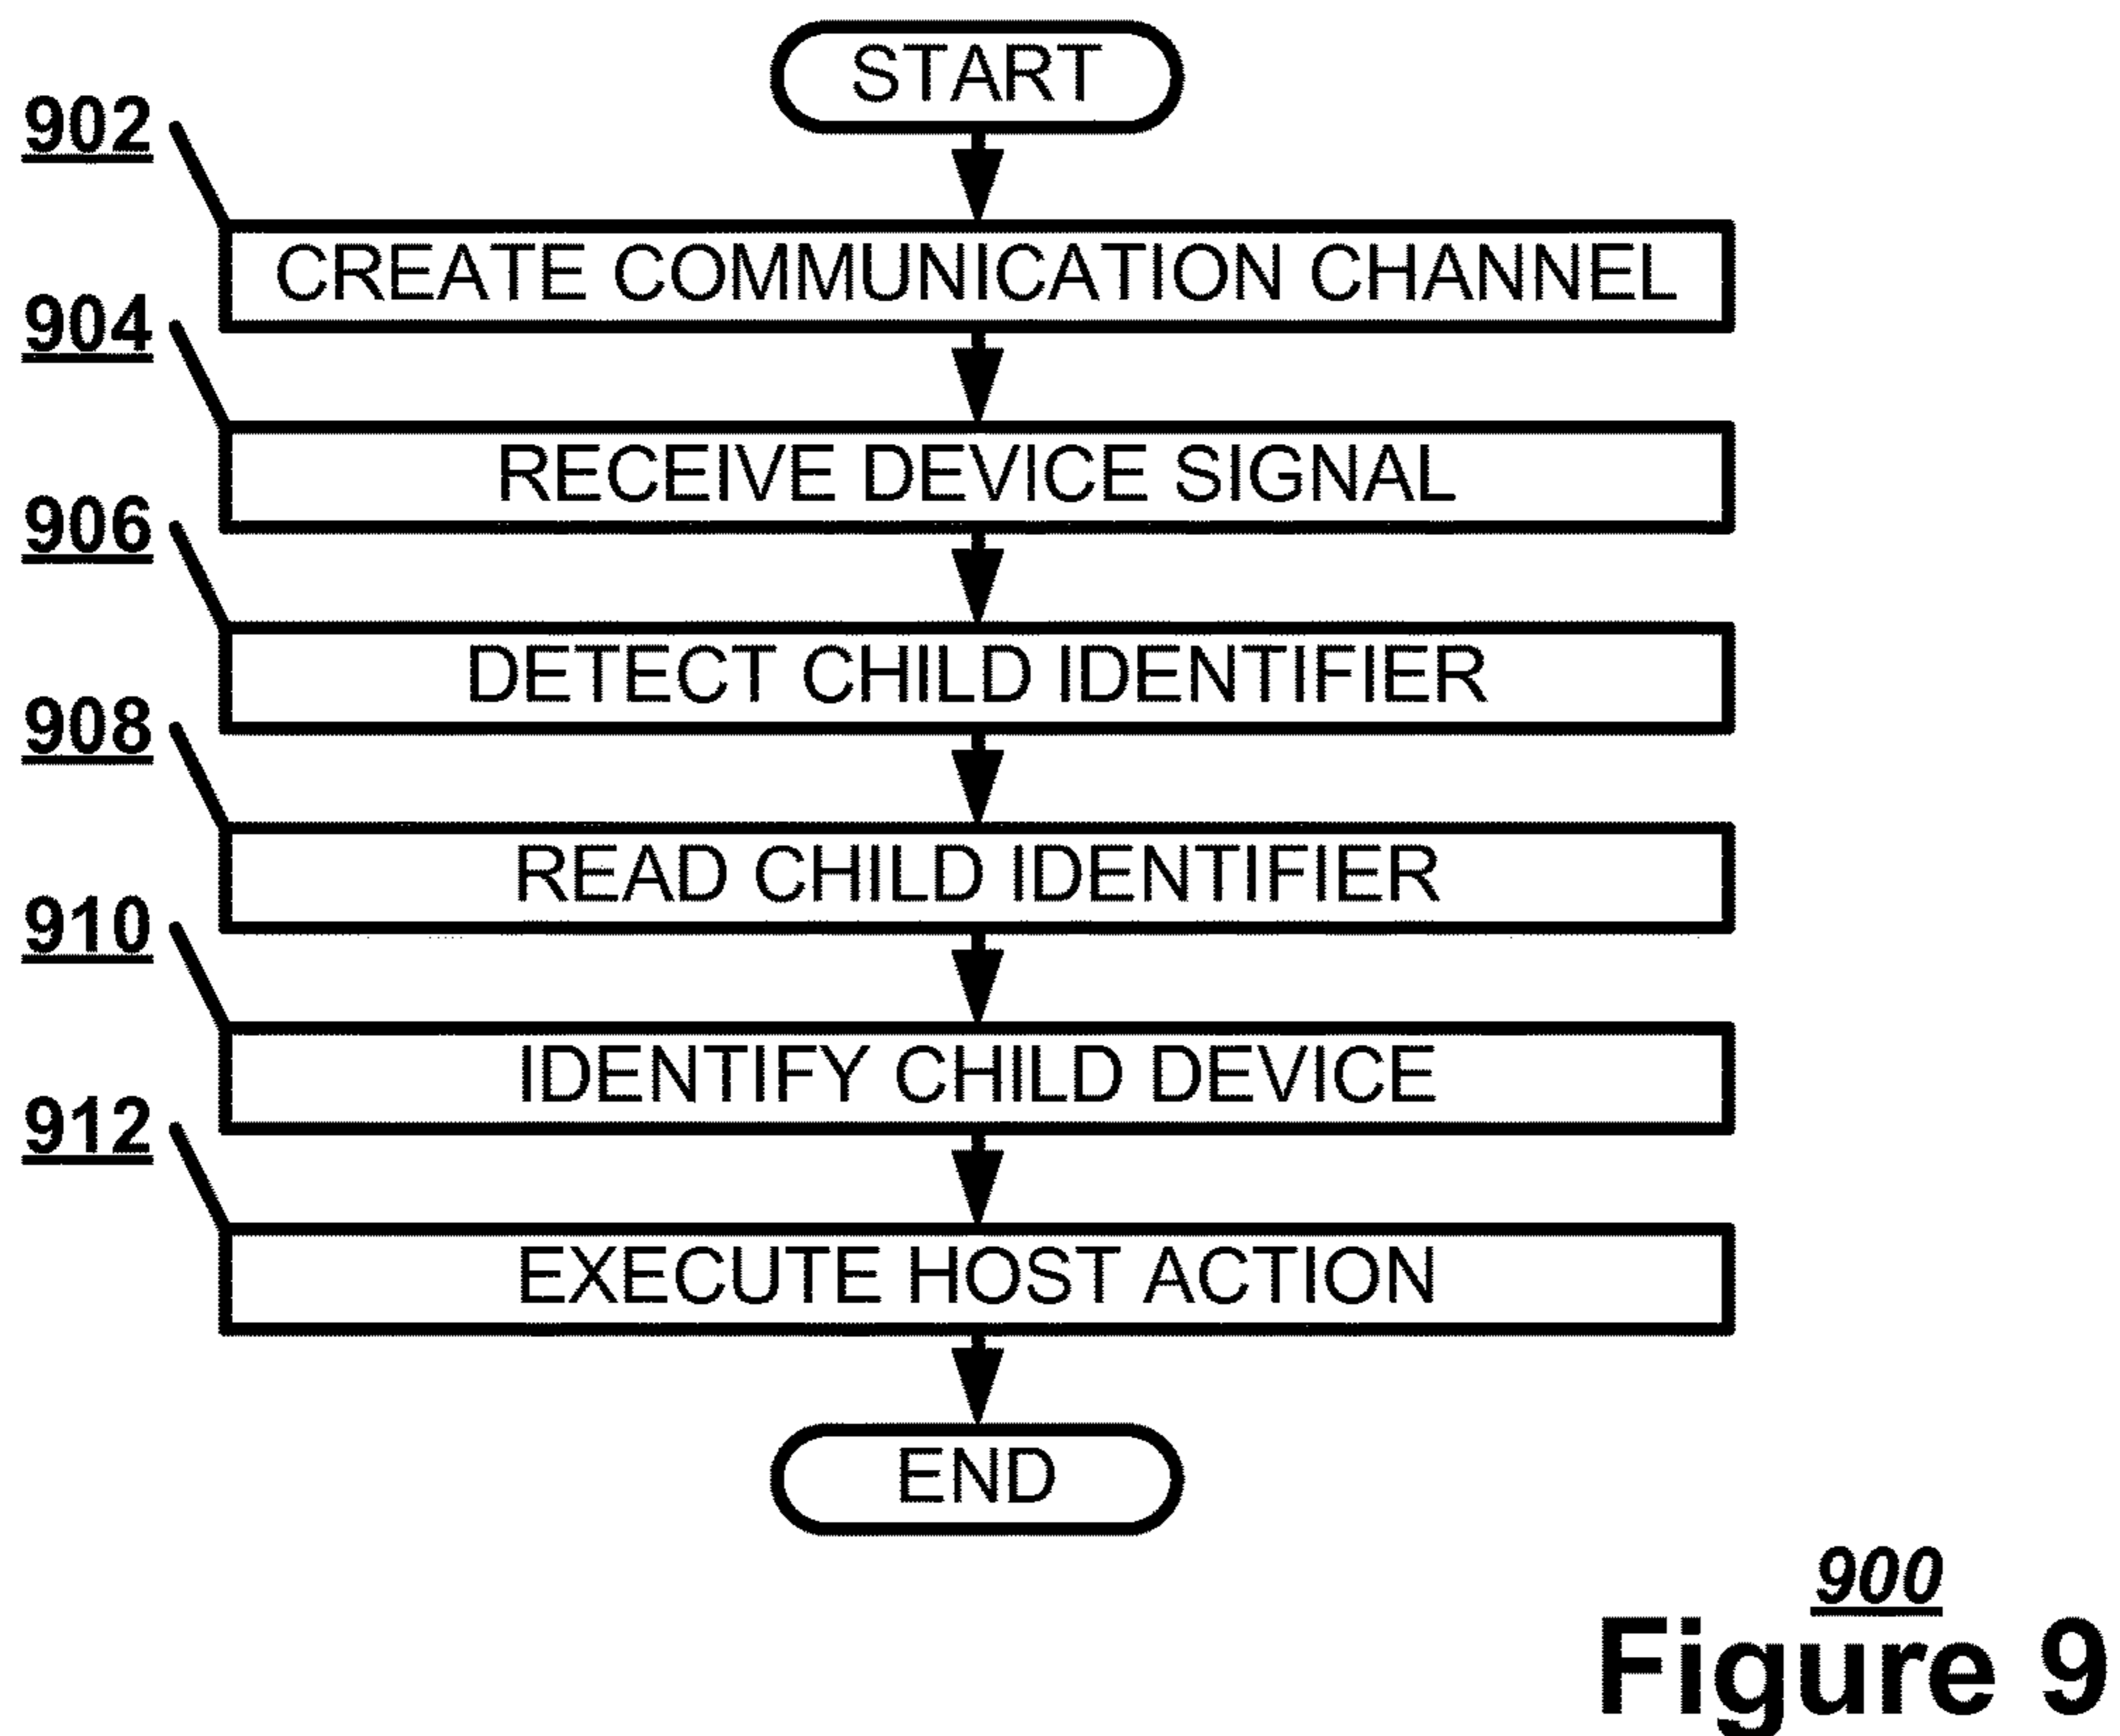 START
902
CREATE COMMUNICATION CHANNEL
904
RECEIVE DEVICE SIGNAL
906
DETECT CHILD IDENTIFIER
908
READ CHILD IDENTIFIER
910
IDENTIFY CHILD DEVICE
912
EXECUTE HOST ACTION
END
900
Figure 9